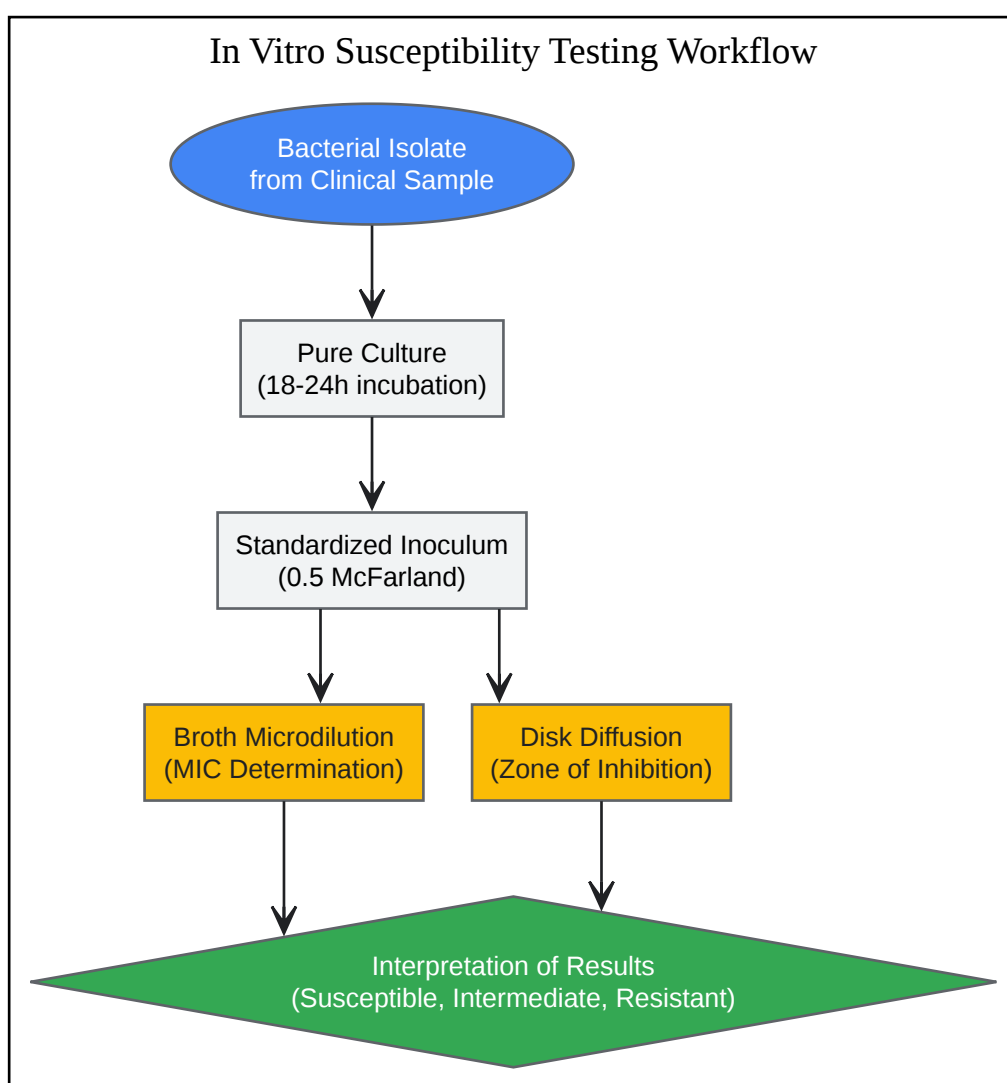 In Vitro Susceptibility Testing Workflow
Bacterial Isolate
from Clinical Sample
Pure Culture
(18-24h incubation)
Standardized Inoculum
(0.5 McFarland)
Broth Microdilution
(MIC Determination)
Disk Diffusion
(Zone of Inhibition)
Interpretation of Results
(Susceptible, Intermediate, Resistant)